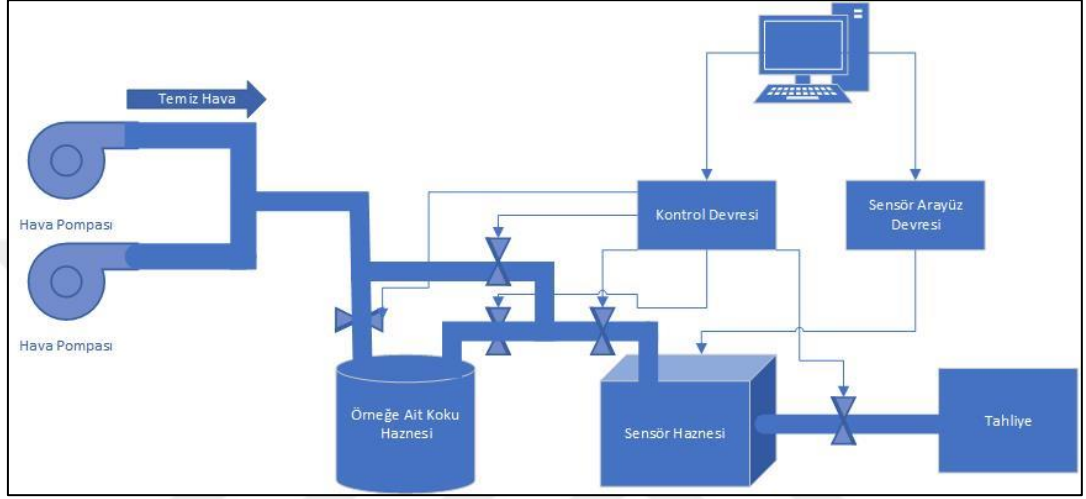 Temiz Hava
Hava Pompası
Hava Pompası
Kontrol Devresi
Sensör Arayüz
Devresi
Örneğe Ait Koku
Haznesi
Sensör Haznesi
Tahliye